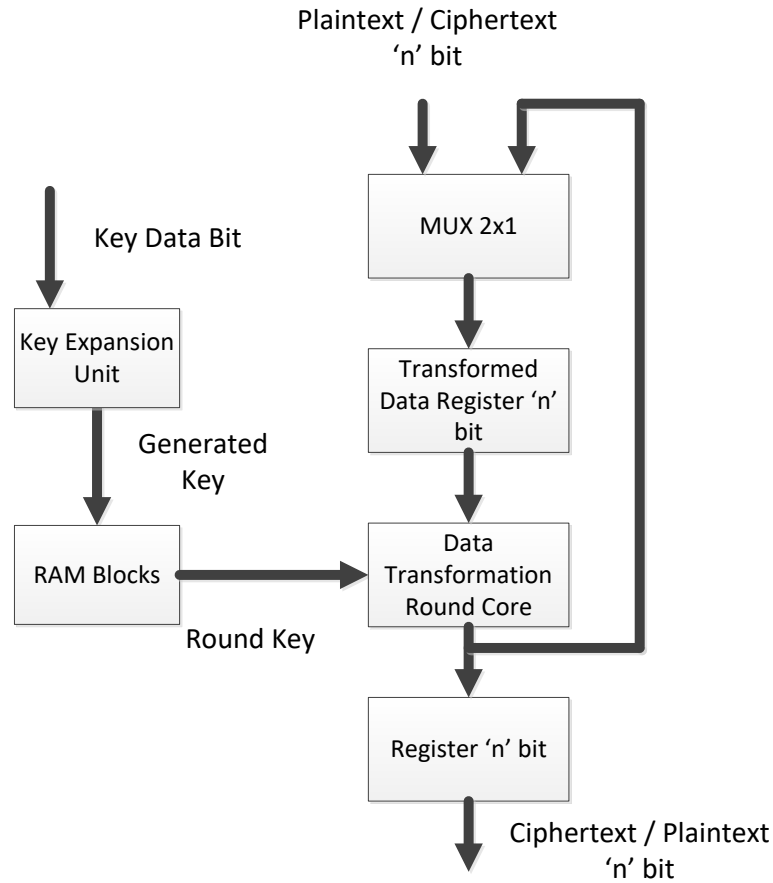 Plaintext / Ciphertext
‘n’ bit
MUX 2x1
Key Data Bit
Key Expansion
Unit
Transformed
Data Register ‘n’
bit
Generated
Key
RAM Blocks
Data
Transformation
Round Core
Round Key
Register ‘n’ bit
Ciphertext / Plaintext
‘n’ bit